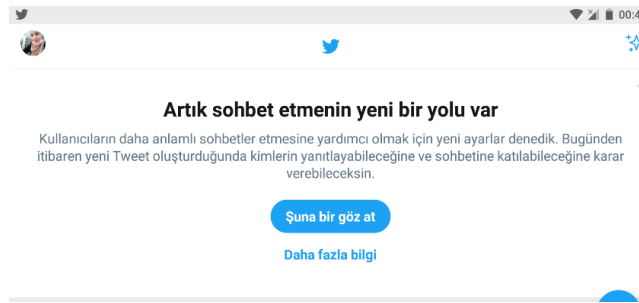 00:4
Artık sohbet etmenin yeni bir yolu var
Kullanıcıların daha anlamlı sohbetler etmesine yardımcı olmak için yeni ayarlar denedik. Bugünden
itibaren yeni Tweet oluşturduğunda kimlerin yanıtlayabileceğine ve sohbetine katılabileceğine karar
verebileceksin.
Şuna bir göz at
Daha fazla bilgi